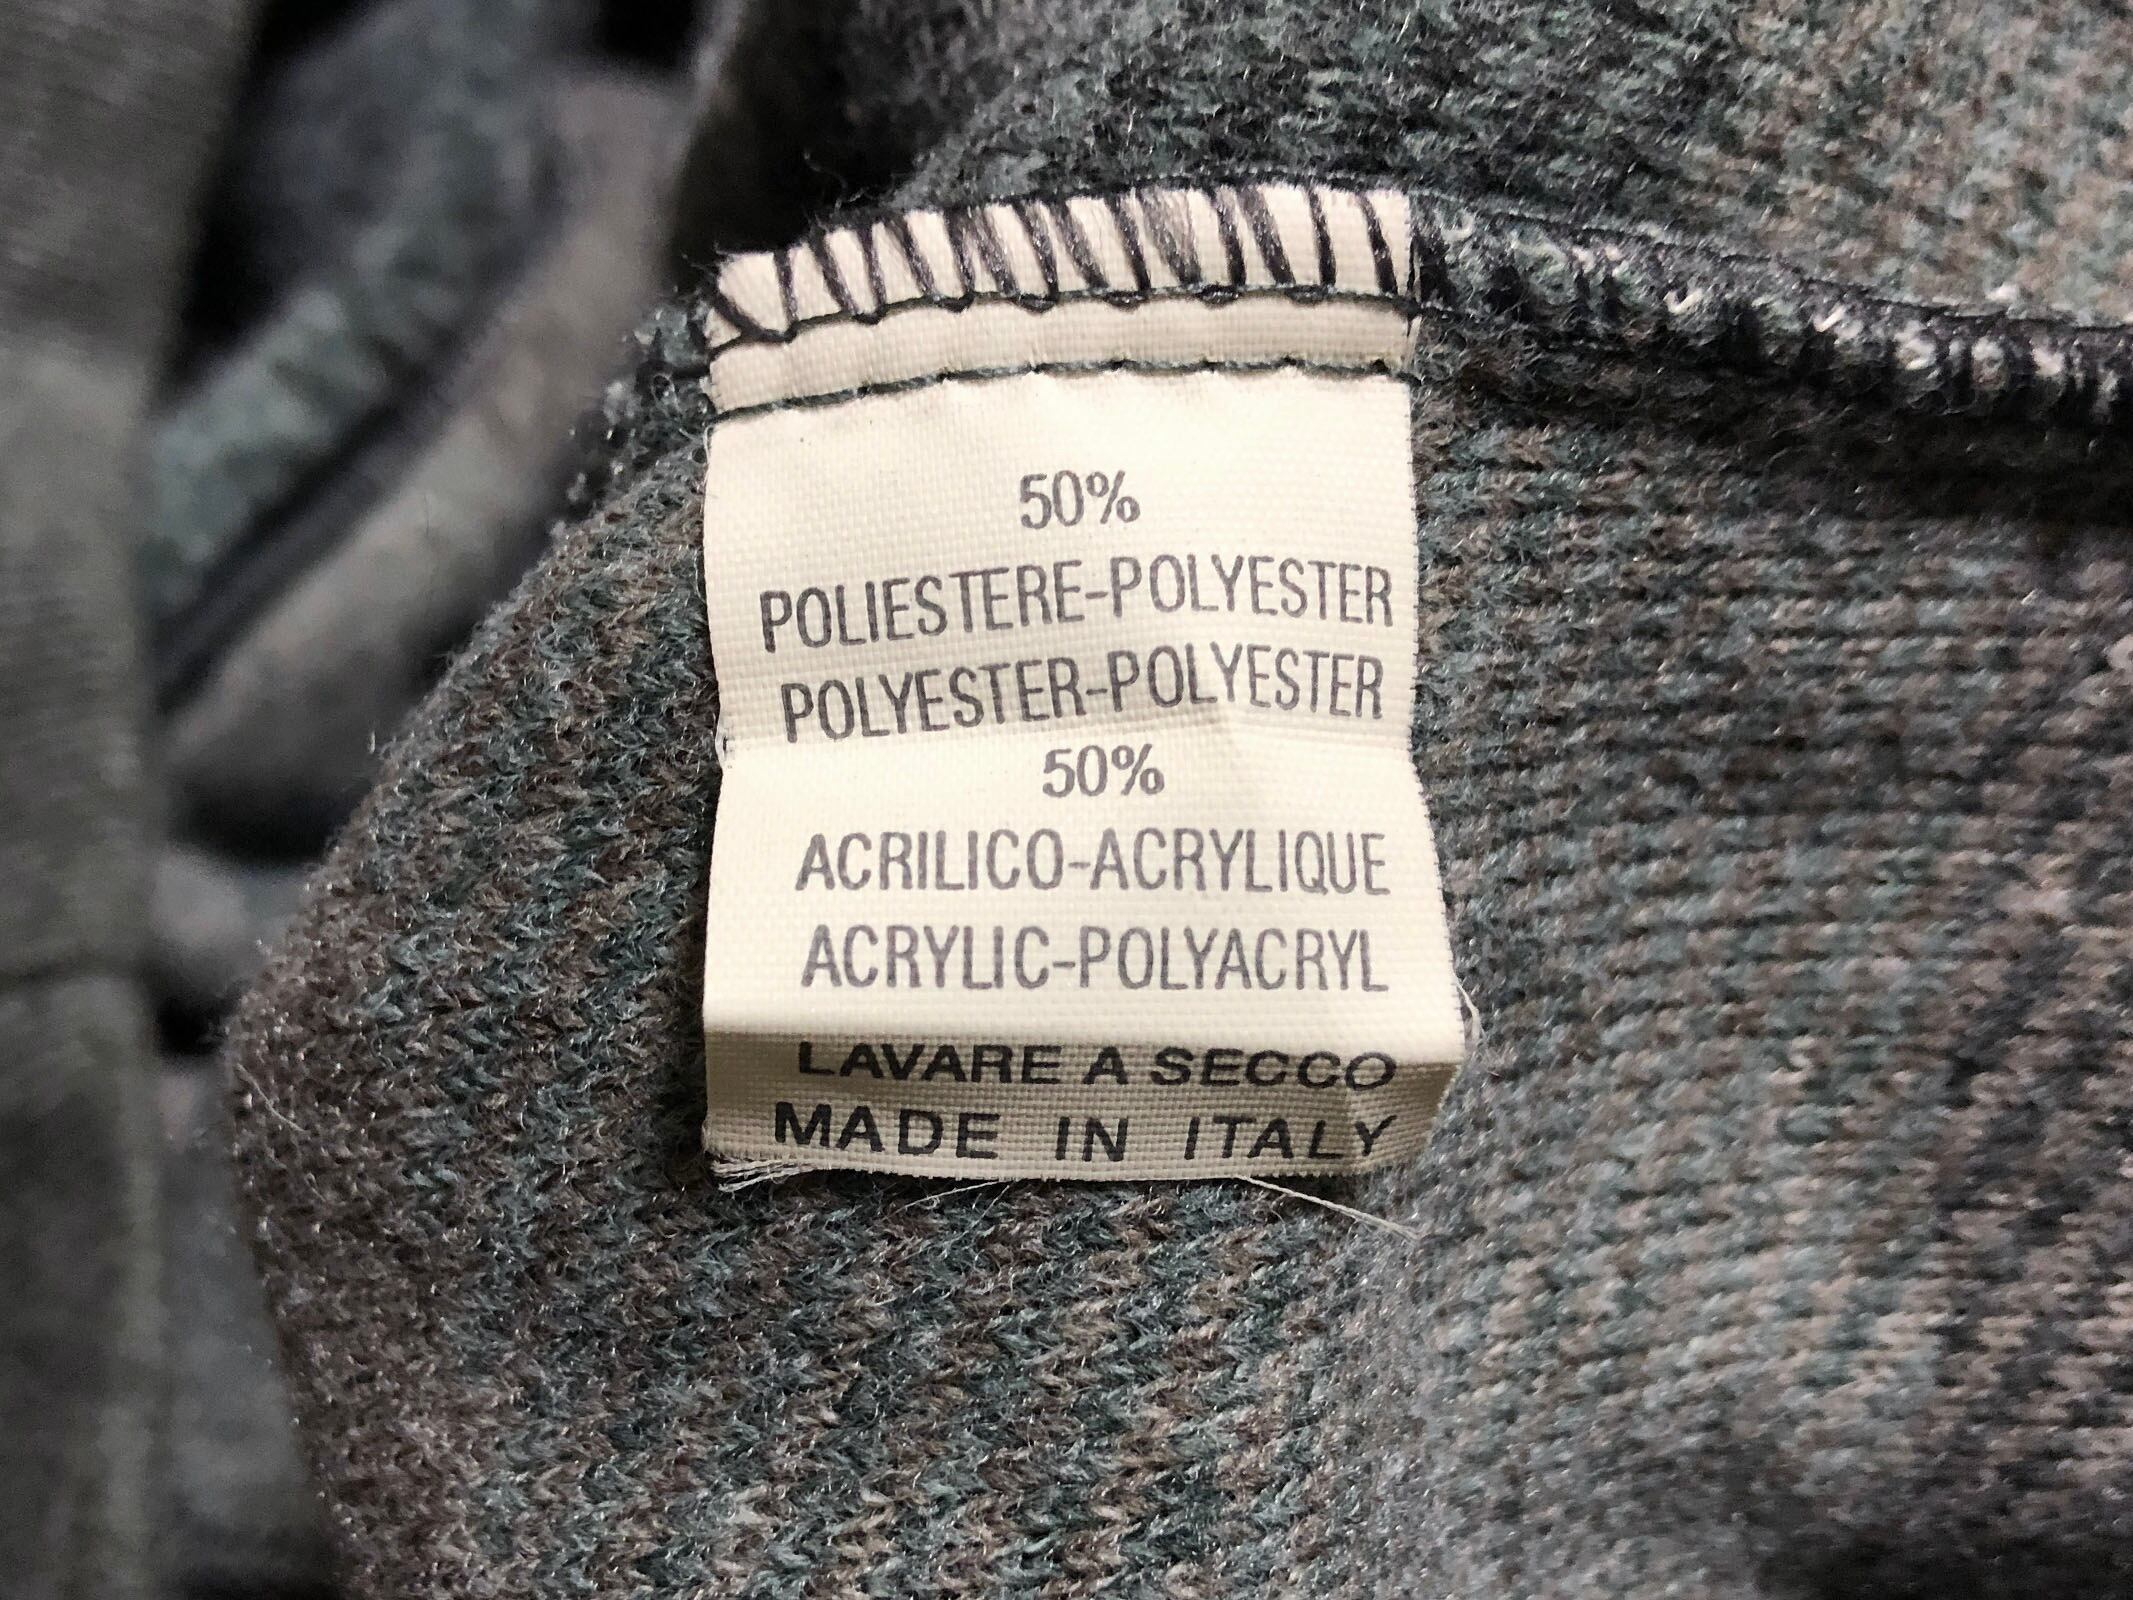 50%
POLIESTERE-POLYESTER
POLYESTER-POLYESTER
50%
ACRILICO-ACRYLIQUE
ACRYLIC-POLYACRYL
LAVARE A SECCO
MADE IN ITALY